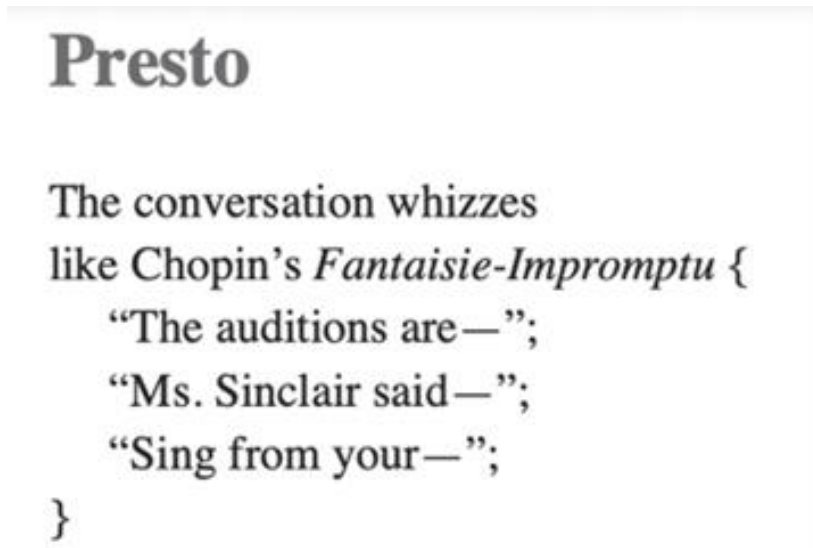 Presto
The conversation whizzes
like Chopin’s Fantaisie-Impromptu {
“The auditions are—”;
“Ms. Sinclair said—”;
“Sing from your—”;
}